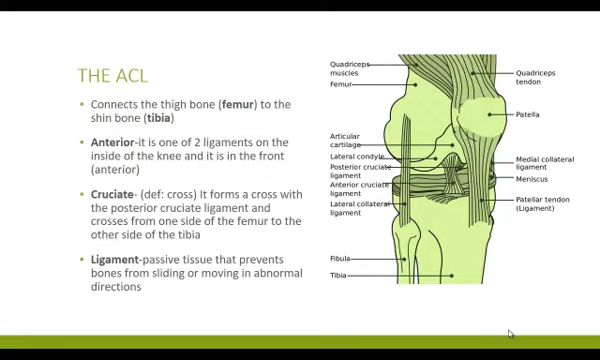 THE ACL
• Connects the thigh bone (femur) to the
shin bone (tibia)
• Anterior-it is one of 2 ligaments on the
inside of the knee and it is in the front
(anterior)
• Cruciate- (def: cross) It forms a cross with
the posterior cruciate ligament and
crosses from one side of the femur to the
other side of the tibia
• Ligament-passive tissue that prevents
bones from sliding or moving in abnormal
directions
Quadriceps
muscles
Femur
Articular
cartilage
Lateral condyle
Posterior cruciate
ligament
Anterior cruciate
ligament
Lateral collateral
ligament
Fibula
Tibia
Quadriceps
tendon
Patella
Medial collateral
ligament
Meniscus
Patellar tendon
(Ligament)